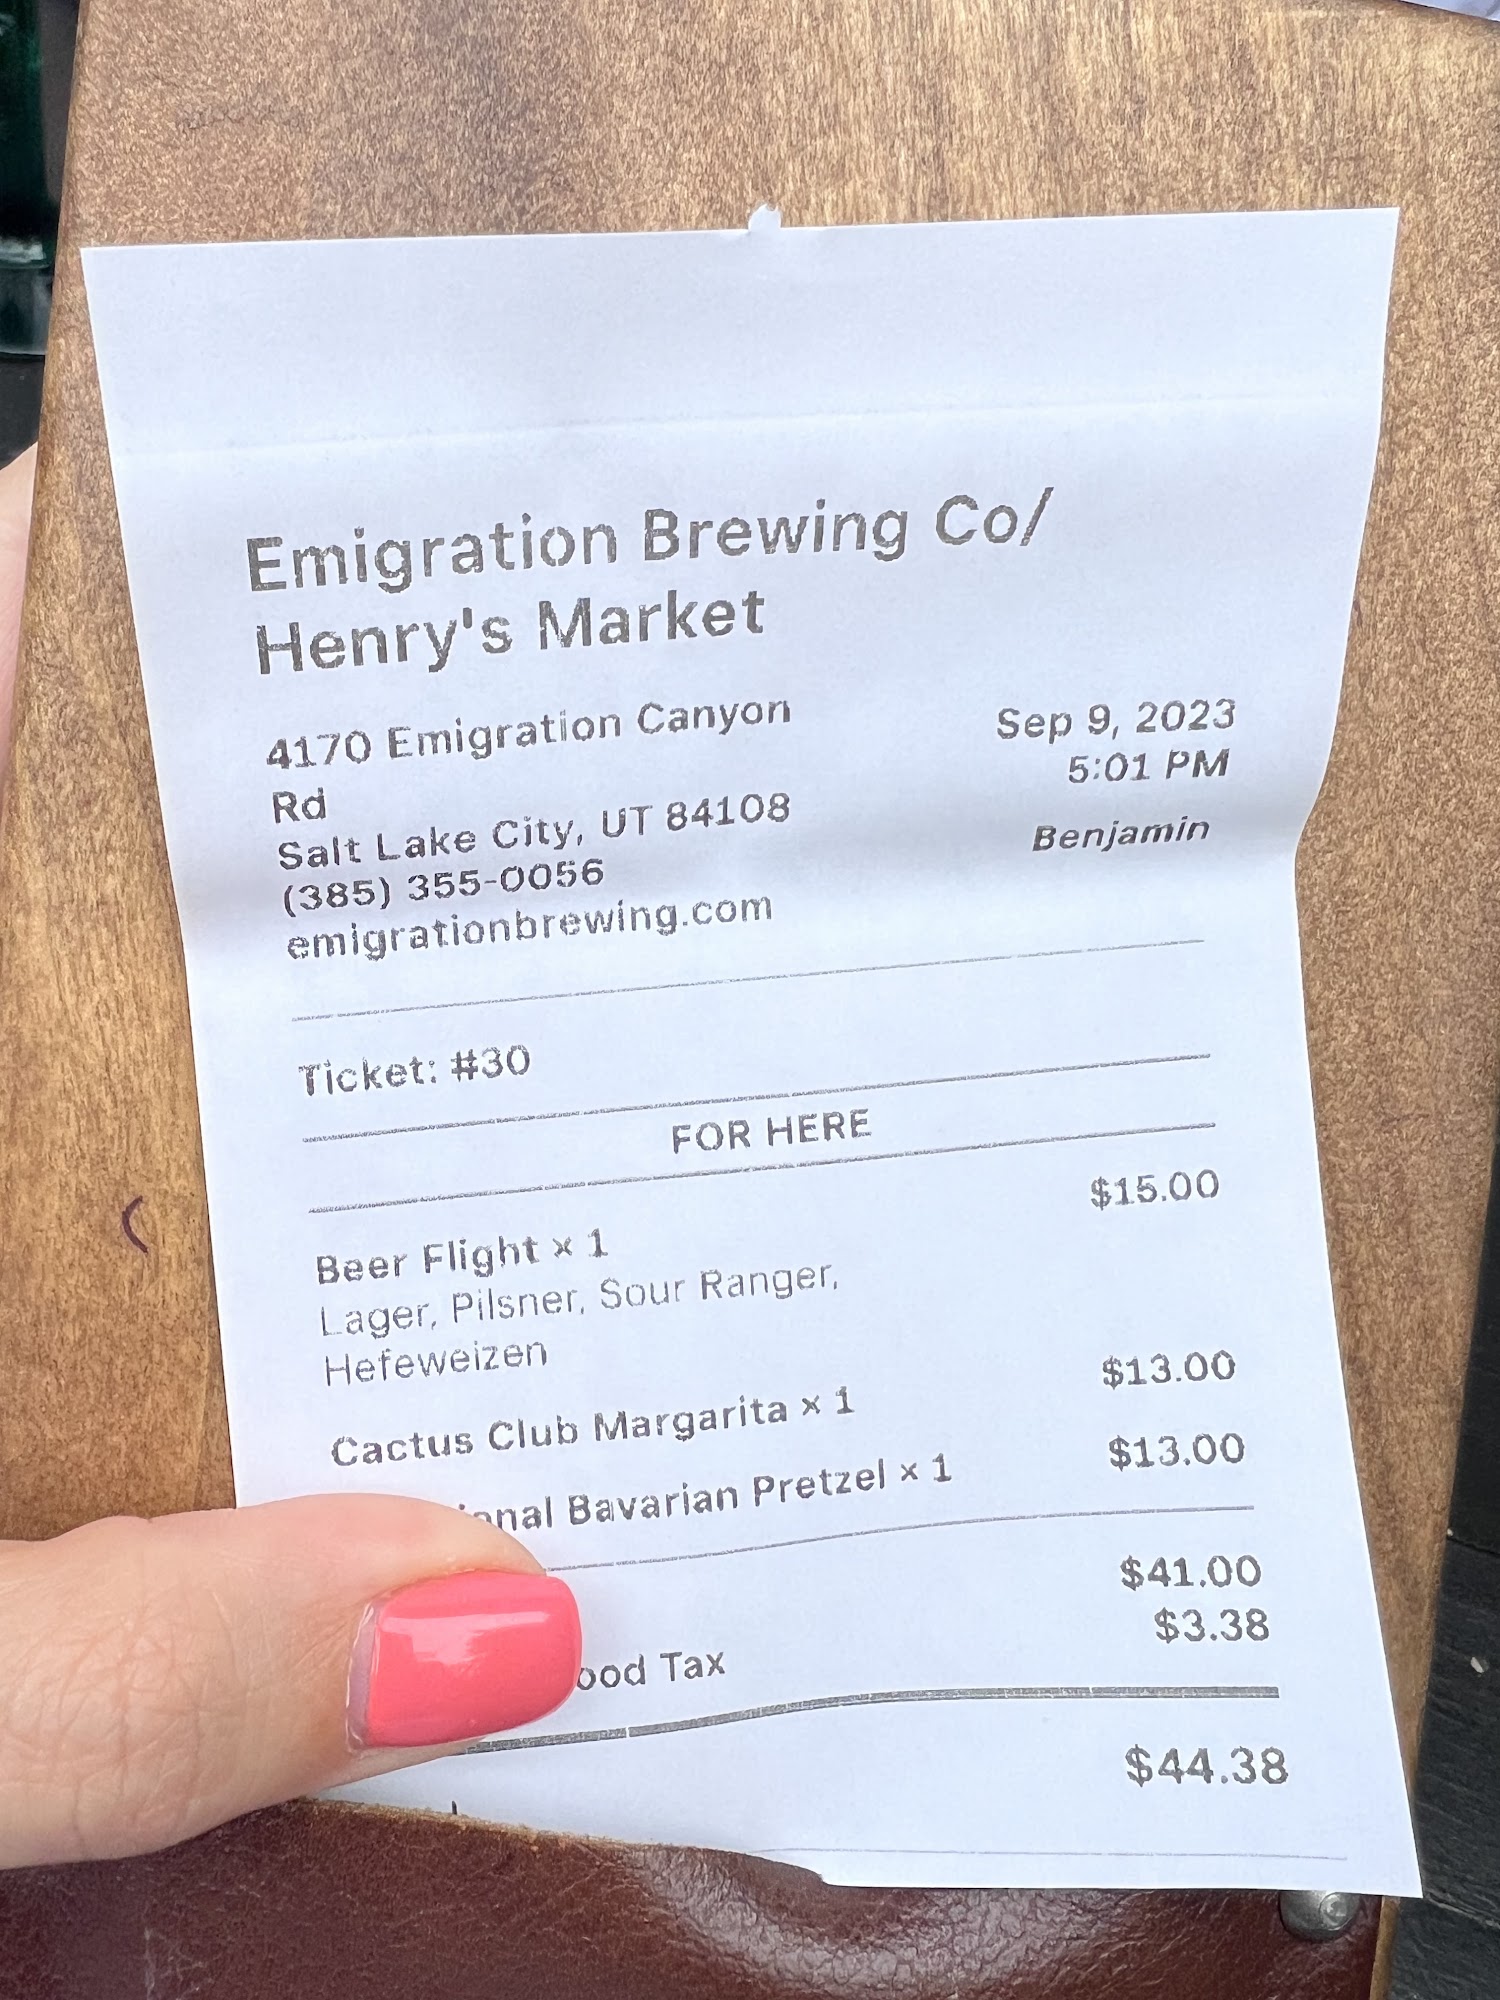 Emigration Brewing Co/
Henry's Market
4170 Emigration Canyon
Rd
Salt Lake City, UT 84108
(385) 355-0056
emigrationbrewing.com
Sep 9, 2023
5:01 PM
Benjamin
Ticket: #30
FOR HERE
Beer Flight × 1 $15.00
Lager, Pilsner, Sour Ranger,
Hefeweizen
Cactus Club Margarita × 1 $13.00
Bavarian Pretzel × 1 $13.00
$41.00
Tax $3.38
$44.38